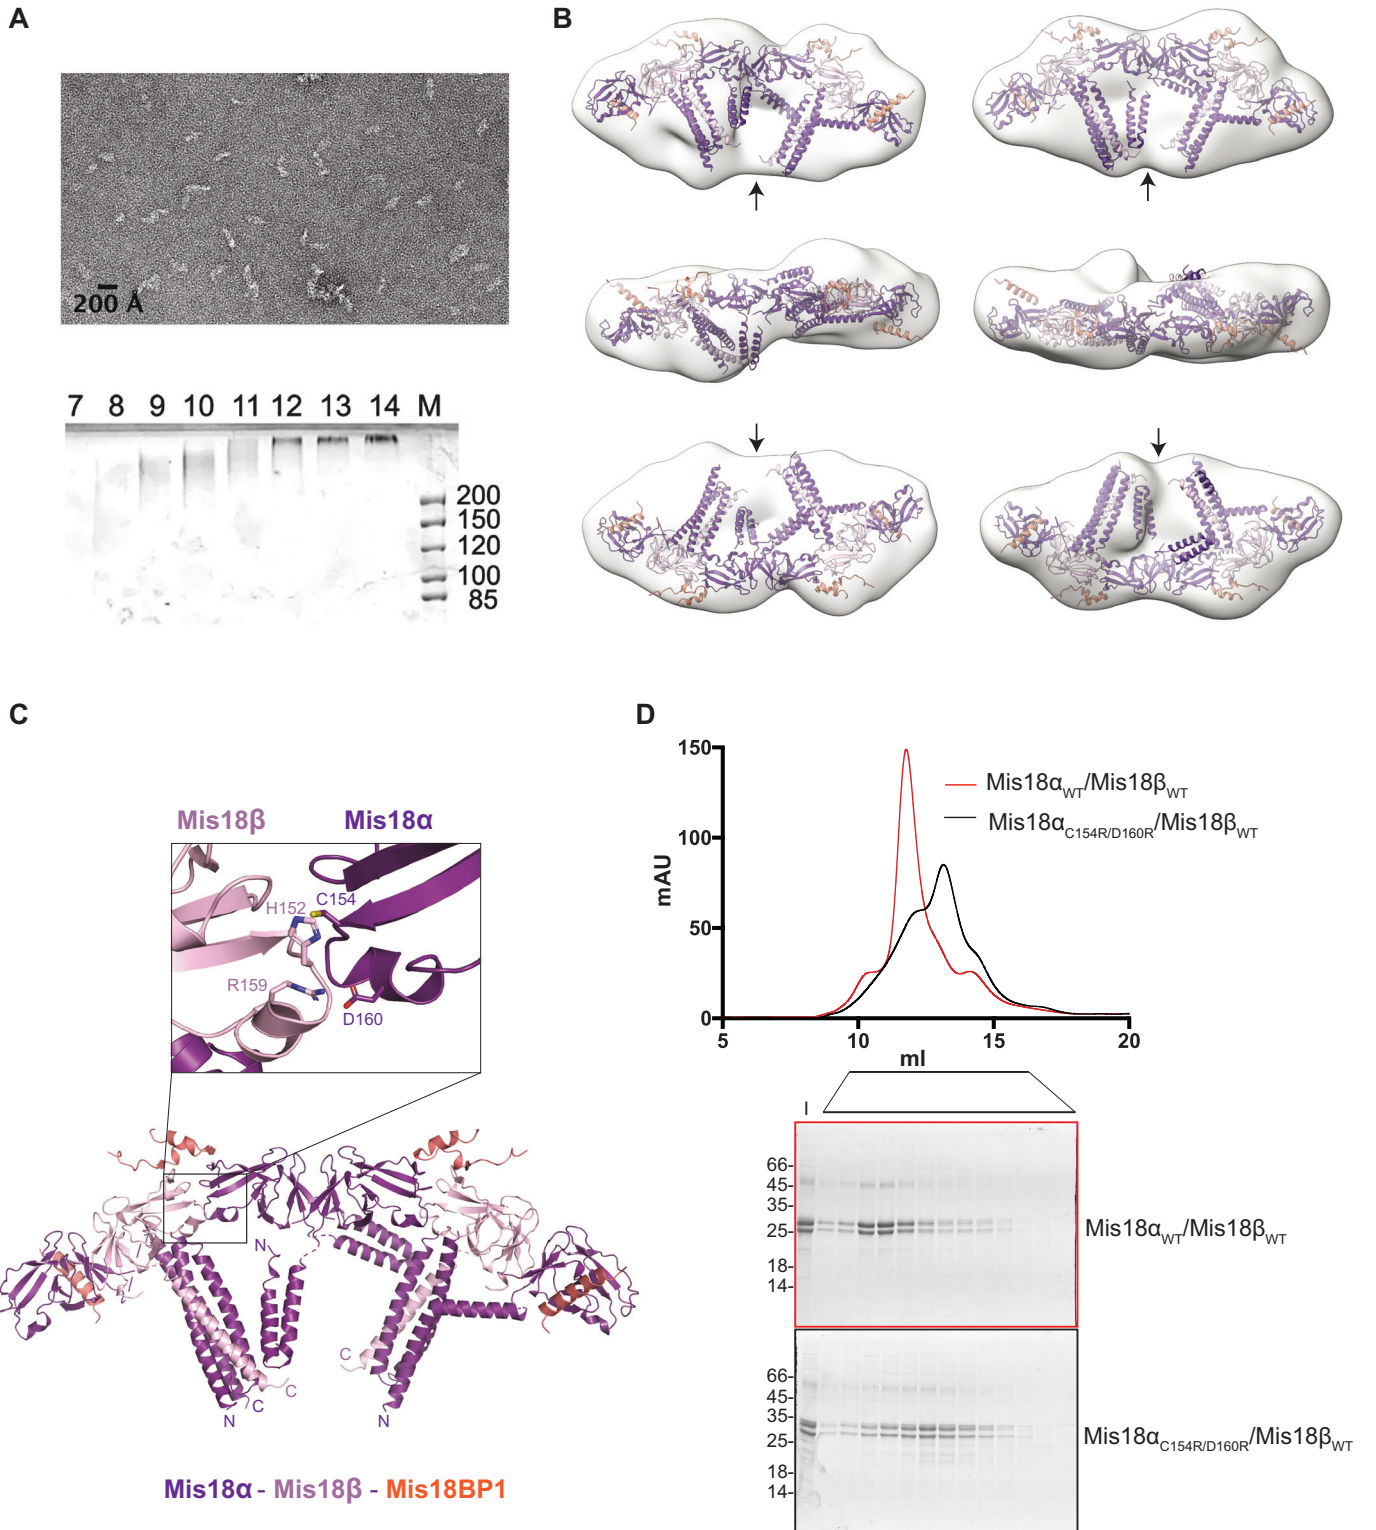 A
B
200 Å
7 8 9 10 11 12 13 14 M
200
150
120
100
85
C
D
Mis18β
Mis18α
H152
C154
R159
D160
N
C
C
C
N
N
Mis18α - Mis18β - Mis18BP1
mAU
150
100
50
0
5 10 15 20
ml
Mis18αWT/Mis18βWT
Mis18αC154R/D160R/Mis18βWT
I
66-
45-
35-
25-
18-
14-
Mis18αWT/Mis18βWT
66-
45-
35-
25-
18-
14-
Mis18αC154R/D160R/Mis18βWT